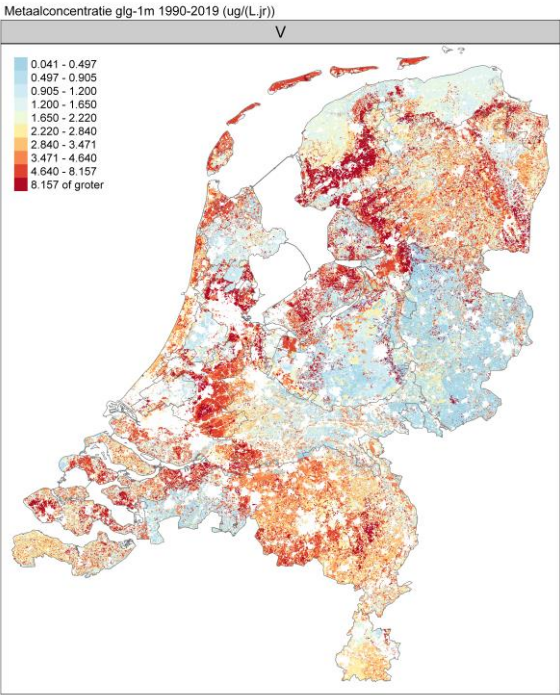 Metaalconcentratie glg-1m 1990-2019 (ug/(L.jr))
V
0.041 - 0.497
0.497 - 0.905
0.905 - 1.200
1.200 - 1.650
1.650 - 2.220
2.220 - 2.840
2.840 - 3.471
3.471 - 4.640
4.640 - 8.157
8.157 of groter